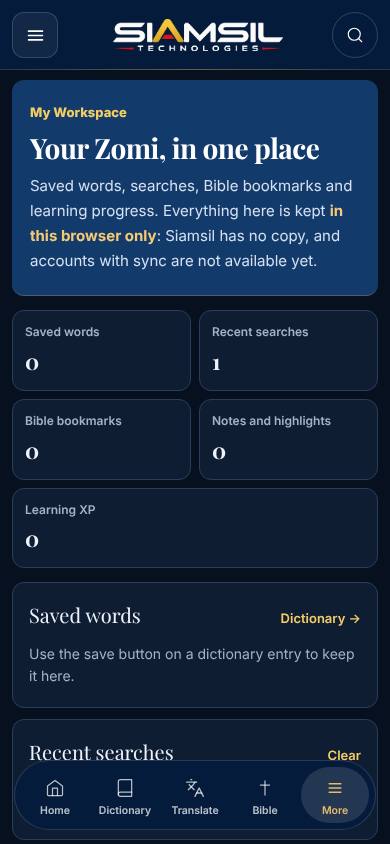 SIAMSIL
TECHNOLOGIES
My Workspace
Your Zomi, in one place
Saved words, searches, Bible bookmarks and
learning progress. Everything here is kept in
this browser only: Siamsil has no copy, and
accounts with sync are not available yet.
Saved words
0
Recent searches
1
Bible bookmarks
0
Notes and highlights
0
Learning XP
0
Saved words
Dictionary →
Use the save button on a dictionary entry to keep
it here.
Recent searches
Clear
Home
Dictionary
Translate
Bible
More